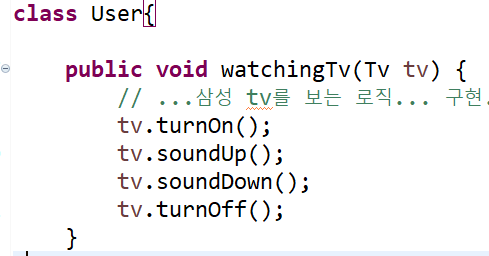 class User{
public void watchingTv(Tv tv) {
// ...삼성 tv를 보는 로직... 구현.
tv.turnOn();
tv.soundUp();
tv.soundDown();
tv.turnOff();
}